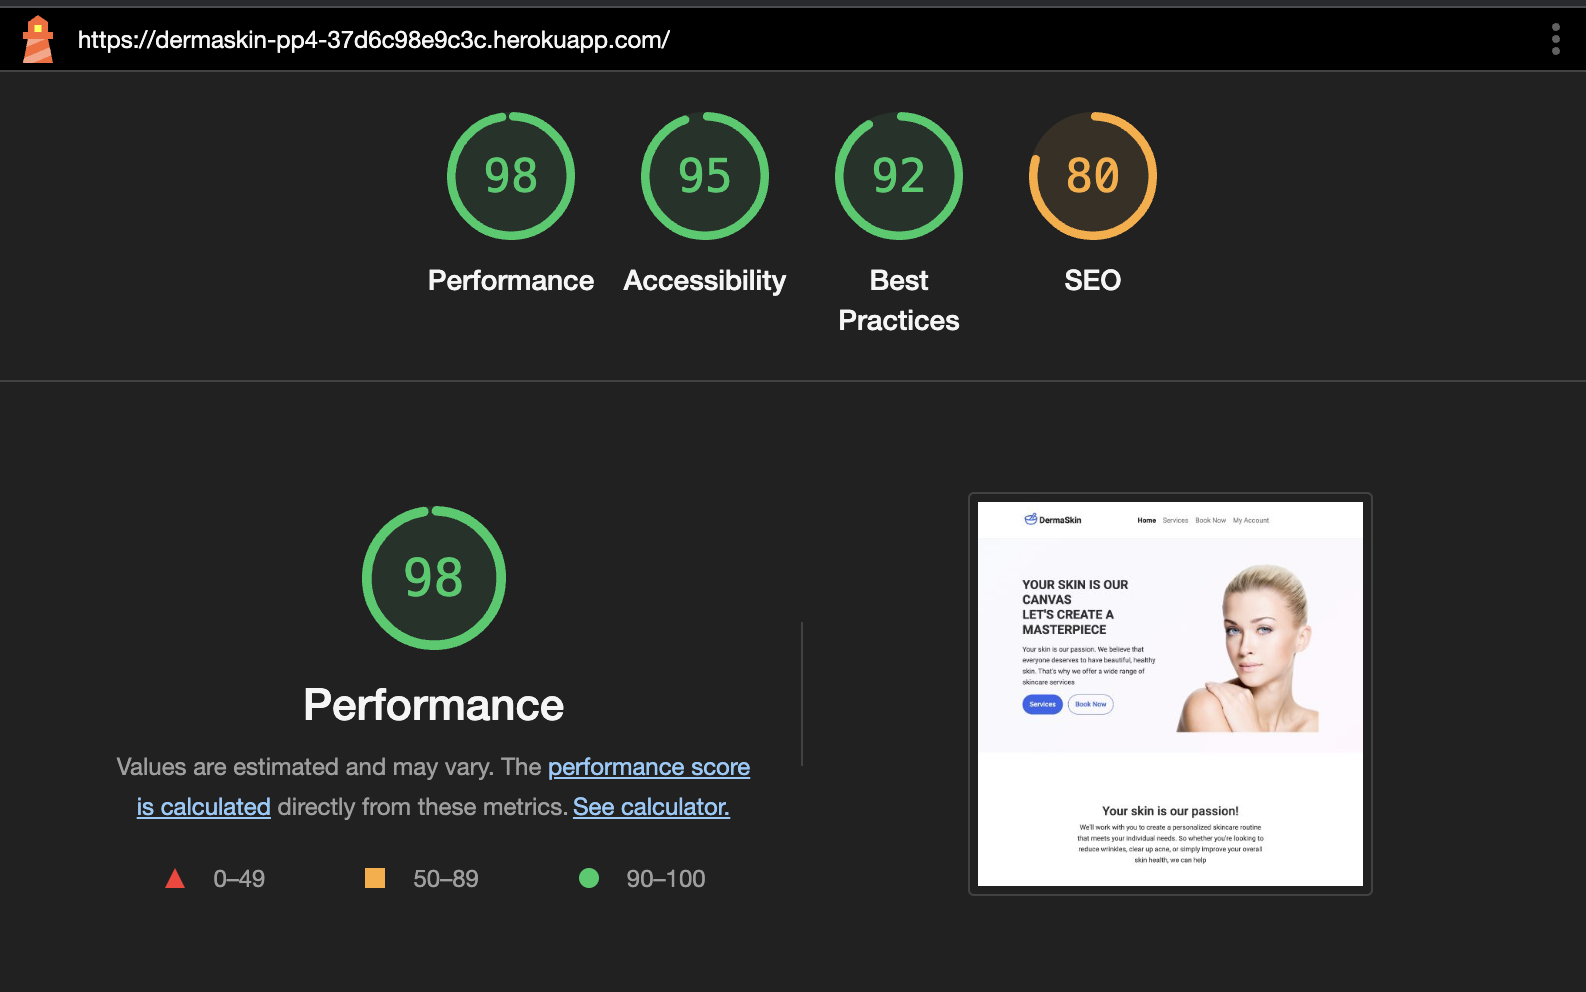 https://dermaskin-pp4-37d6c98e9c3c.herokuapp.com/
98
95
92
80
Performance
Accessibility
Best
Practices
SEO
98
Performance
Values are estimated and may vary. The performance score
is calculated directly from these metrics. See calculator.
0–49
50–89
90–100
DermaSkin
Home Services Book Now My Account
YOUR SKIN IS OUR
CANVAS
LET'S CREATE A
MASTERPIECE
Your skin is our passion. We believe that
everyone deserves to have beautiful, healthy
skin. That's why we offer a wide range of
skincare services
Services
Book Now
Your skin is our passion!
We'll work with you to create a personalized skincare routine
that meets your individual needs. So whether you're looking to
reduce wrinkles, clear up acne, or simply improve your overall
skin health, we can help